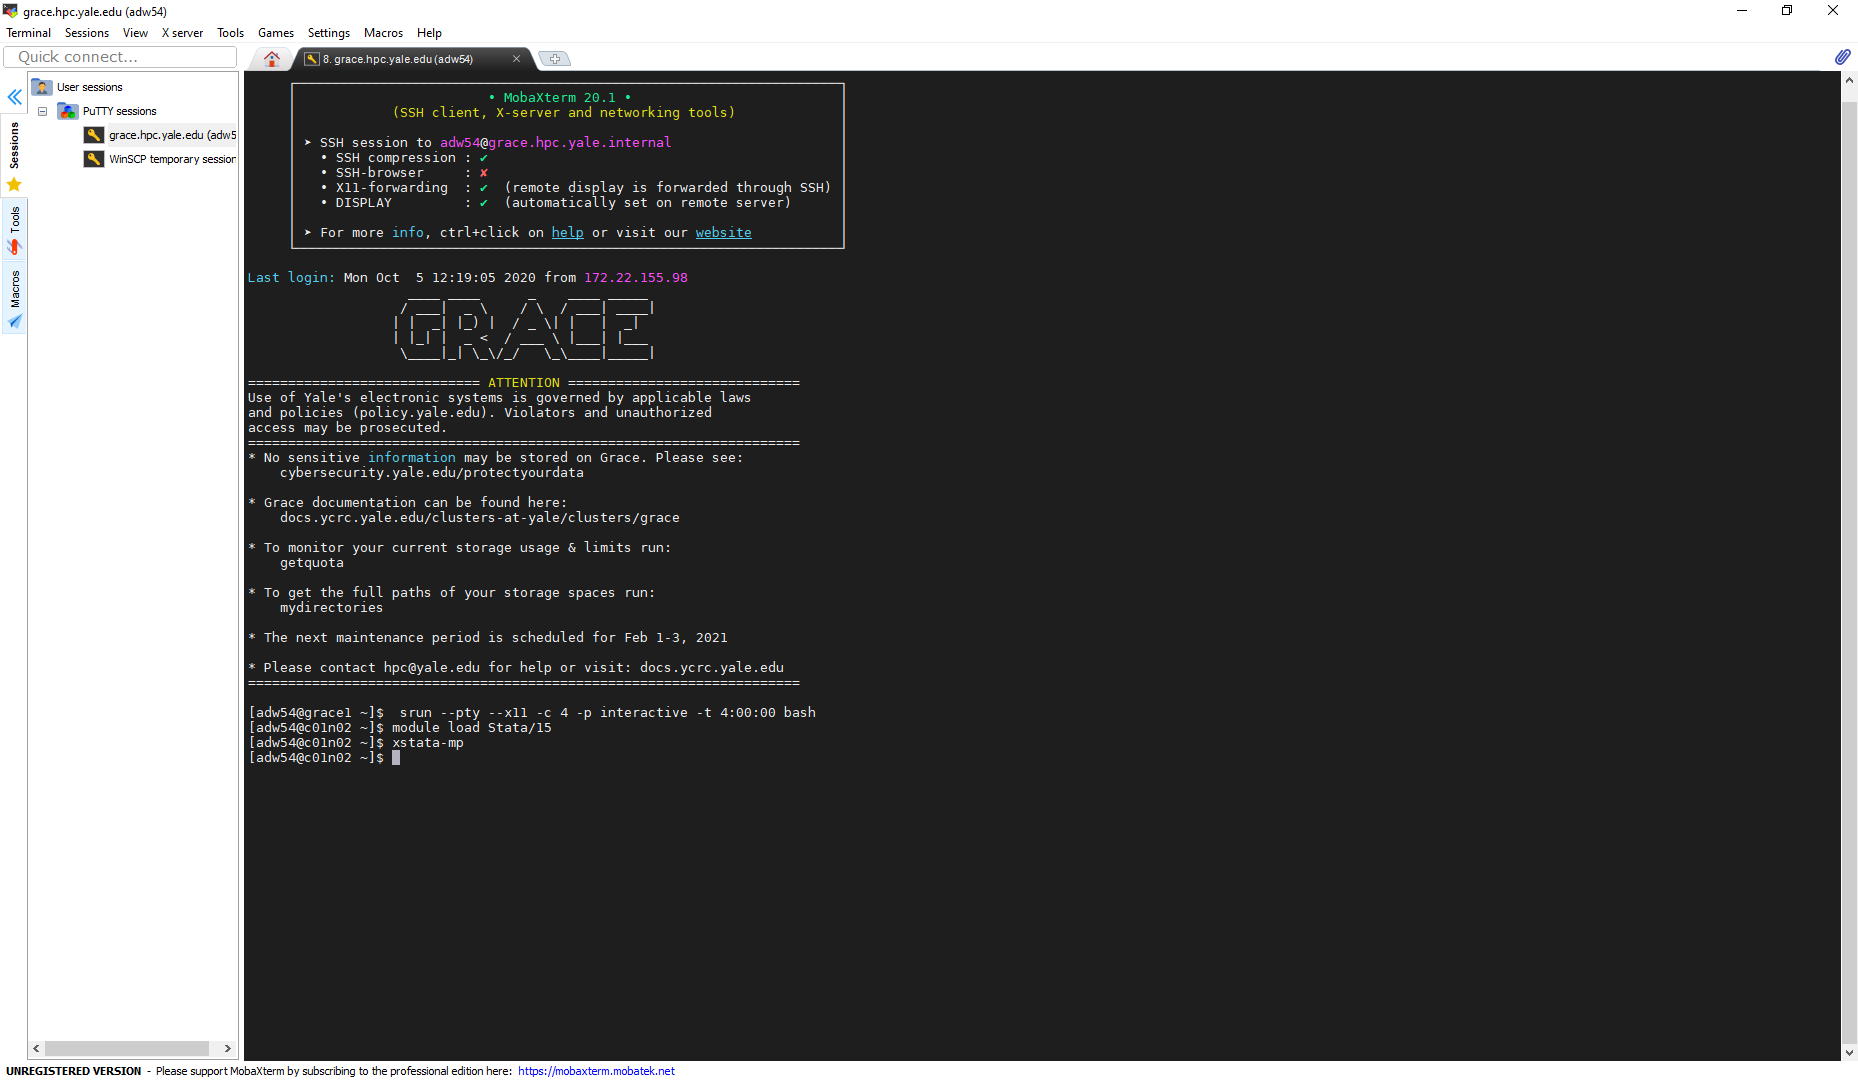 grace.hpc.yale.edu (adw54)
Terminal Sessions View X server Tools Games Settings Macros Help
Quick connect...
8. grace.hpc.yale.edu (adw54)
User sessions
PuTTY sessions
grace.hpc.yale.edu (adw5
WinSCP temporary session
Sessions
Tools
Macros
• MobaXterm 20.1 •
(SSH client, X-server and networking tools)
➤ SSH session to adw54@grace.hpc.yale.internal
• SSH compression : ✔
• SSH-browser : ✘
• X11-forwarding : ✔ (remote display is forwarded through SSH)
• DISPLAY : ✔ (automatically set on remote server)
➤ For more info, ctrl+click on help or visit our website
Last login: Mon Oct  5 12:19:05 2020 from 172.22.155.98
GRACE
============================= ATTENTION =============================
Use of Yale's electronic systems is governed by applicable laws
and policies (policy.yale.edu). Violators and unauthorized
access may be prosecuted.
=====================================================================
* No sensitive information may be stored on Grace. Please see:
cybersecurity.yale.edu/protectyourdata
* Grace documentation can be found here:
docs.ycrc.yale.edu/clusters-at-yale/clusters/grace
* To monitor your current storage usage & limits run:
getquota
* To get the full paths of your storage spaces run:
mydirectories
* The next maintenance period is scheduled for Feb 1-3, 2021
* Please contact hpc@yale.edu for help or visit: docs.ycrc.yale.edu
=====================================================================
[adw54@grace1 ~]$  srun --pty --x11 -c 4 -p interactive -t 4:00:00 bash
[adw54@c01n02 ~]$ module load Stata/15
[adw54@c01n02 ~]$ xstata-mp
[adw54@c01n02 ~]$
UNREGISTERED VERSION - Please support MobaXterm by subscribing to the professional edition here: https://mobaxterm.mobatek.net